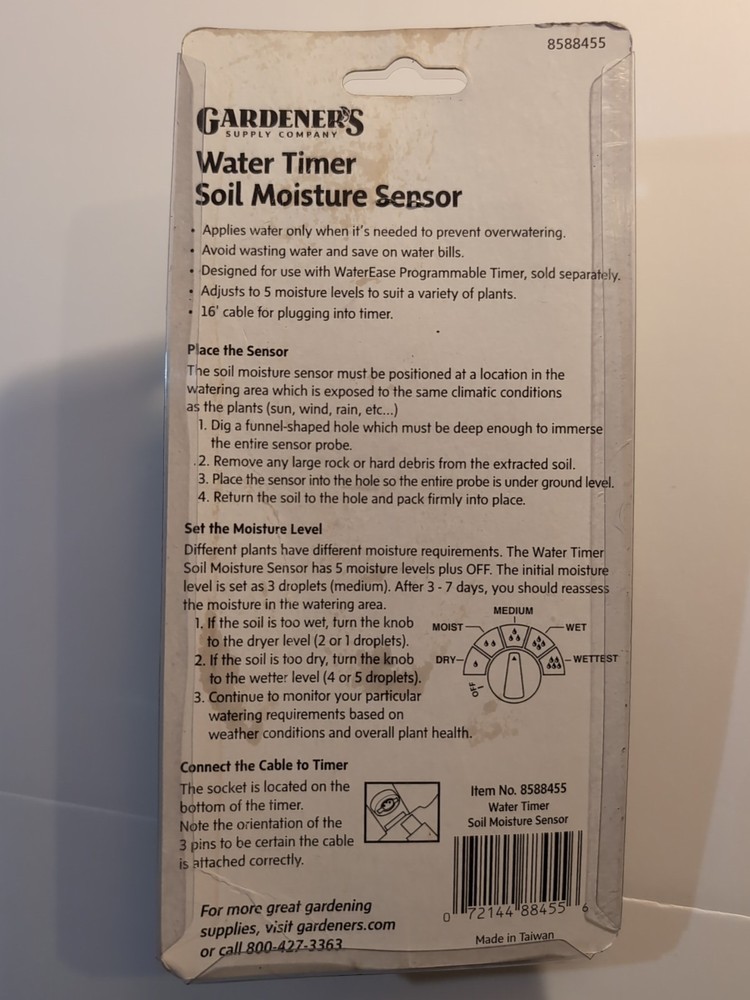 8588455
GARDENER'S
SUPPLY COMPANY
Water Timer
Soil Moisture Sensor
• Applies water only when it's needed to prevent overwatering.
• Avoid wasting water and save on water bills.
• Designed for use with WaterEase Programmable Timer, sold separately.
• Adjusts to 5 moisture levels to suit a variety of plants.
• 16' cable for plugging into timer.
Place the Sensor
The soil moisture sensor must be positioned at a location in the
watering area which is exposed to the same climatic conditions
as the plants (sun, wind, rain, etc...)
1. Dig a funnel-shaped hole which must be deep enough to immerse
the entire sensor probe.
2. Remove any large rock or hard debris from the extracted soil.
3. Place the sensor into the hole so the entire probe is under ground level.
4. Return the soil to the hole and pack firmly into place.
Set the Moisture Level
Different plants have different moisture requirements. The Water Timer
Soil Moisture Sensor has 5 moisture levels plus OFF. The initial moisture
level is set as 3 droplets (medium). After 3 - 7 days, you should reassess
the moisture in the watering area.
1. If the soil is too wet, turn the knob
to the dryer level (2 or 1 droplets).
2. If the soil is too dry, turn the knob
to the wetter level (4 or 5 droplets).
3. Continue to monitor your particular
watering requirements based on
weather conditions and overall plant health.
MEDIUM
MOIST
WET
DRY
WETTEST
OFF
Connect the Cable to Timer
The socket is located on the
bottom of the timer.
Note the orientation of the
3 pins to be certain the cable
is attached correctly.
Item No. 8588455
Water Timer
Soil Moisture Sensor
0 72144 88455 6
Made in Taiwan
For more great gardening
supplies, visit gardeners.com
or call 800-427-3363